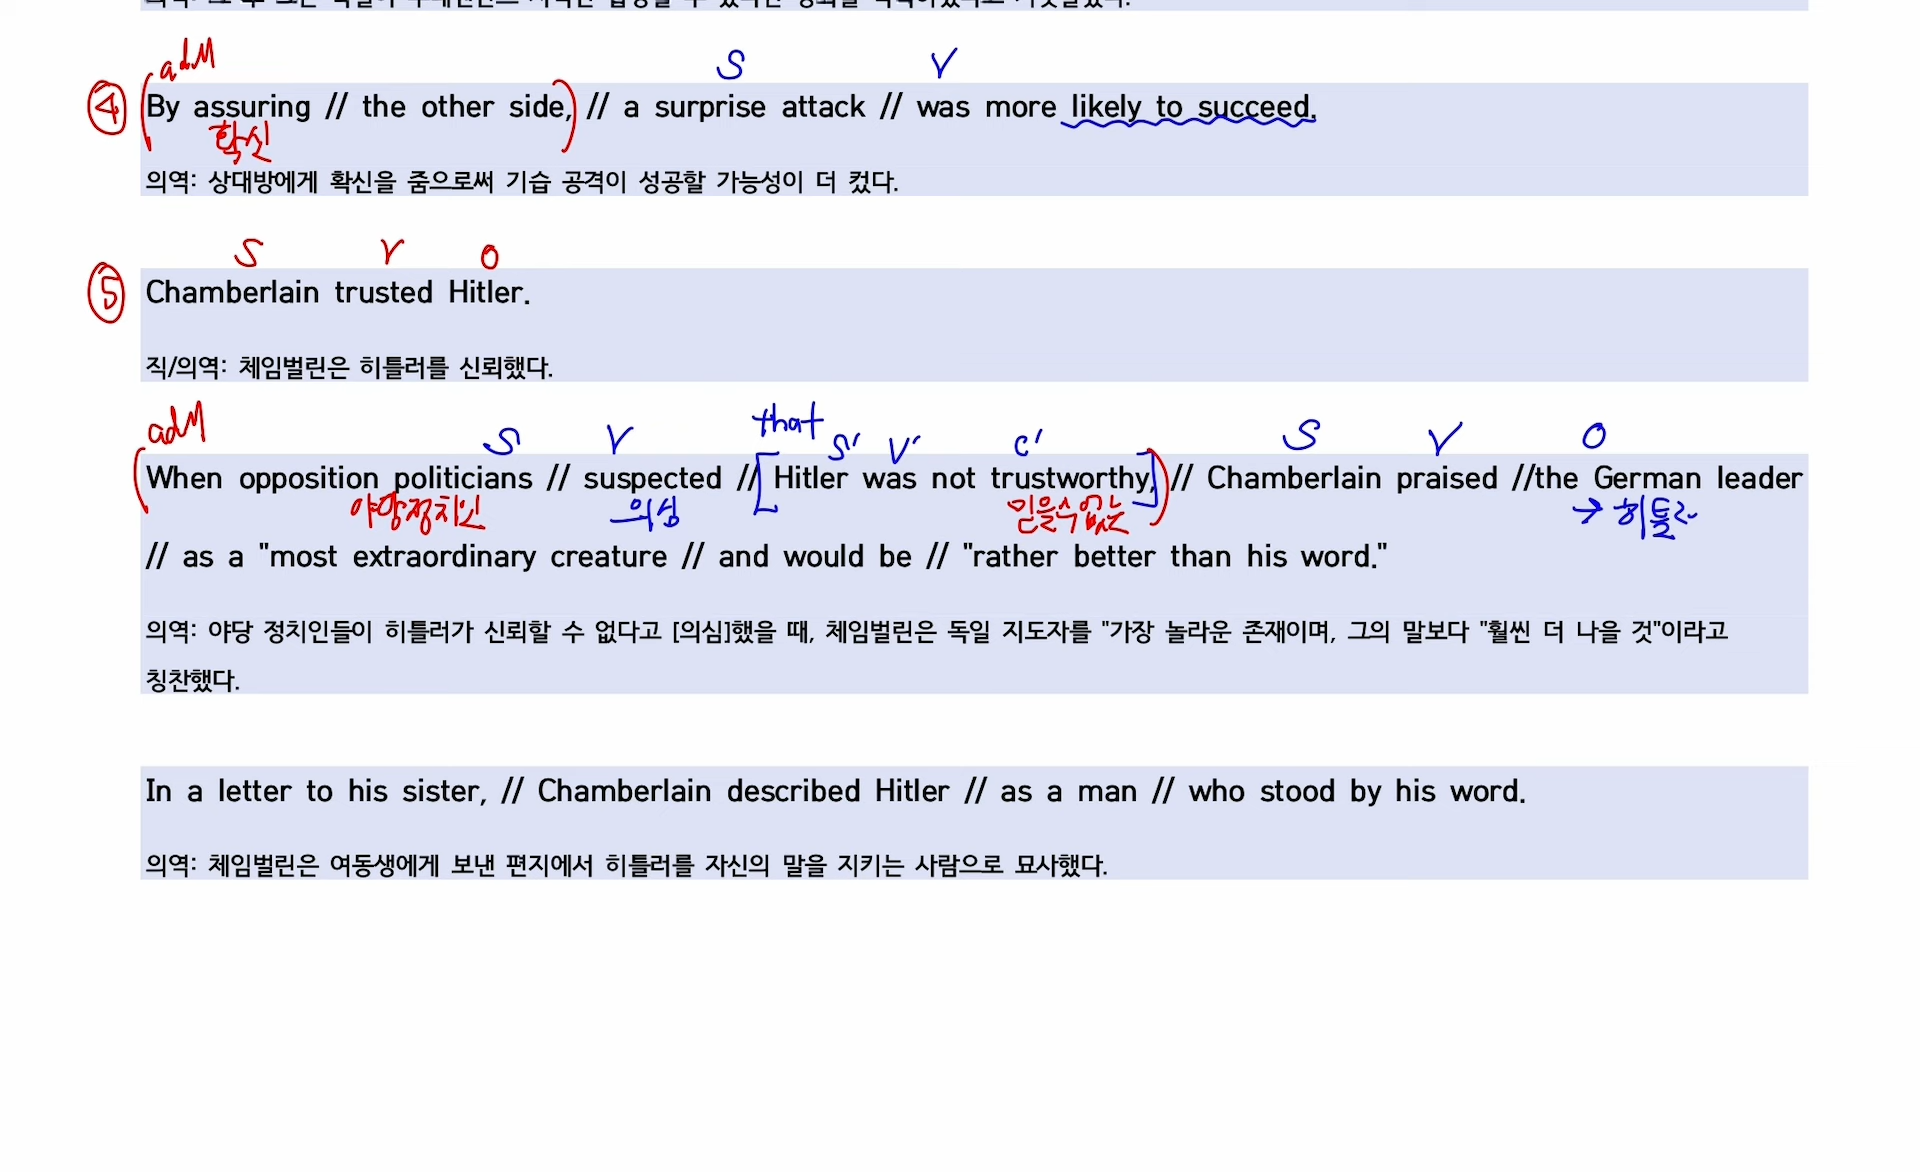 adM S V
④ (By assuring // the other side,) // a surprise attack // was more likely to succeed.
확신
의역: 상대방에게 확신을 줌으로써 기습 공격이 성공할 가능성이 더 컸다.
S V O
⑤ Chamberlain trusted Hitler.
직/의역: 체임벌린은 히틀러를 신뢰했다.
adM S V that S' V' C' S V O
(When opposition politicians // suspected // [Hitler was not trustworthy,]) // Chamberlain praised //the German leader
야당정치인 의심 믿을수없는 → 히틀러
// as a "most extraordinary creature // and would be // "rather better than his word."
의역: 야당 정치인들이 히틀러가 신뢰할 수 없다고 [의심]했을 때, 체임벌린은 독일 지도자를 "가장 놀라운 존재이며, 그의 말보다 "훨씬 더 나을 것"이라고
칭찬했다.
In a letter to his sister, // Chamberlain described Hitler // as a man // who stood by his word.
의역: 체임벌린은 여동생에게 보낸 편지에서 히틀러를 자신의 말을 지키는 사람으로 묘사했다.